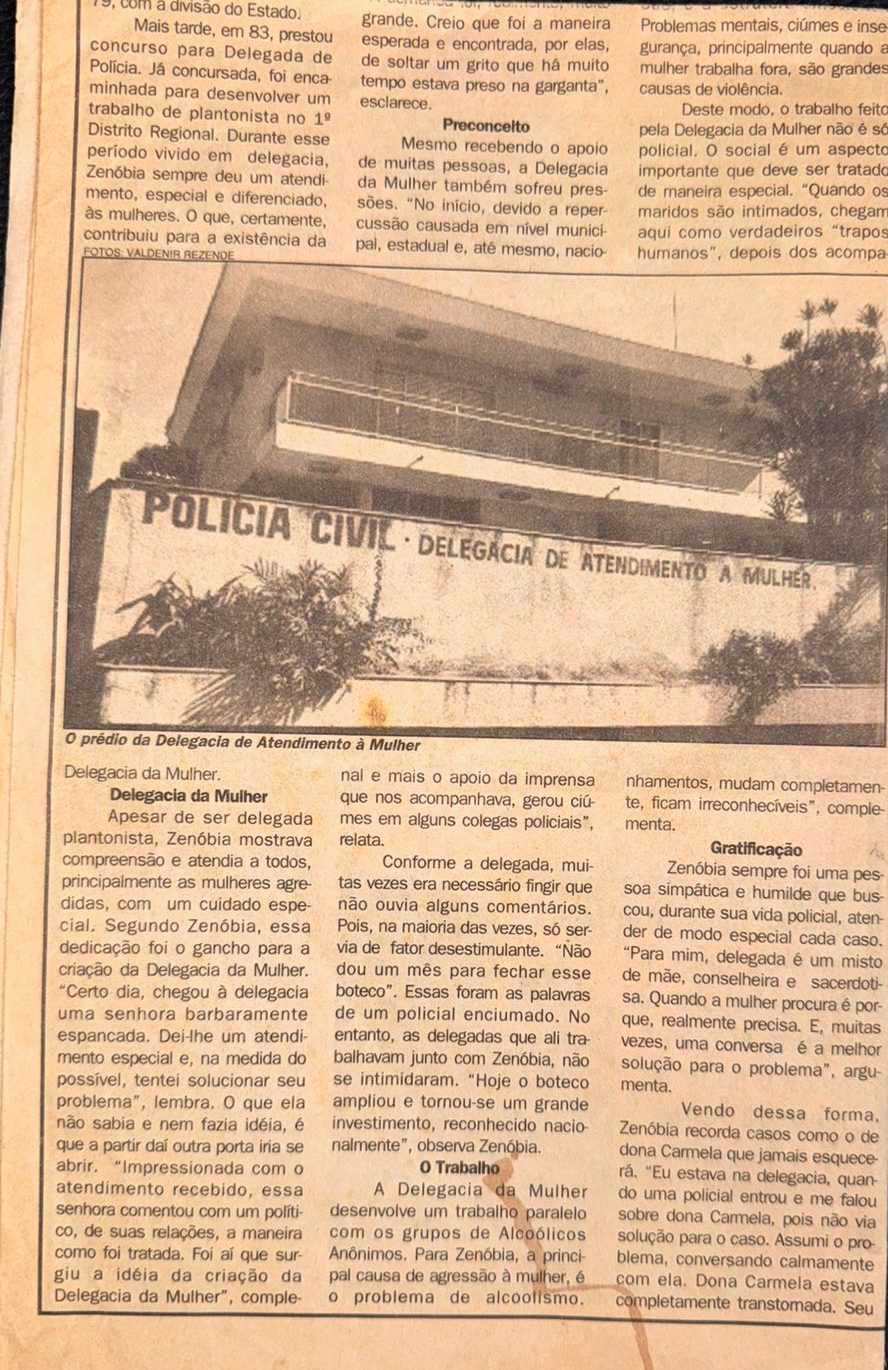 79, com a divisão do Estado.
Mais tarde, em 83, prestou
concurso para Delegada de
Polícia. Já concursada, foi enca-
minhada para desenvolver um
trabalho de plantonista no 1º
Distrito Regional. Durante esse
período vivido em delegacia,
Zenóbia sempre deu um atendi-
mento, especial e diferenciado,
às mulheres. O que, certamente,
contribuiu para a existência da
FOTOS: VALDENIR REZENDE
POLICIA CIVIL · DELEGACIA DE ATENDIMENTO A MULHER.
O prédio da Delegacia de Atendimento à Mulher
Delegacia da Mulher.
Delegacia da Mulher
Apesar de ser delegada
plantonista, Zenóbia mostrava
compreensão e atendia a todos,
principalmente as mulheres agre-
didas, com um cuidado espe-
cial. Segundo Zenóbia, essa
dedicação foi o gancho para a
criação da Delegacia da Mulher.
"Certo dia, chegou à delegacia
uma senhora barbaramente
espancada. Dei-lhe um atendi-
mento especial e, na medida do
possível, tentei solucionar seu
problema", lembra. O que ela
não sabia e nem fazia idéia, é
que a partir daí outra porta iria se
abrir. "Impressionada com o
atendimento recebido, essa
senhora comentou com um políti-
co, de suas relações, a maneira
como foi tratada. Foi aí que sur-
giu a idéia da criação da
Delegacia da Mulher", comple-
grande. Creio que foi a maneira
esperada e encontrada, por elas,
de soltar um grito que há muito
tempo estava preso na garganta",
esclarece.
Preconceito
Mesmo recebendo o apoio
de muitas pessoas, a Delegacia
da Mulher também sofreu pres-
sões. "No início, devido a reper-
cussão causada em nível munici-
pal, estadual e, até mesmo, nacio-
nal e mais o apoio da imprensa
que nos acompanhava, gerou ciú-
mes em alguns colegas policiais",
relata.
Conforme a delegada, mui-
tas vezes era necessário fingir que
não ouvia alguns comentários.
Pois, na maioria das vezes, só ser-
via de fator desestimulante. "Não
dou um mês para fechar esse
boteco". Essas foram as palavras
de um policial enciumado. No
entanto, as delegadas que ali tra-
balhavam junto com Zenóbia, não
se intimidaram. "Hoje o boteco
ampliou e tornou-se um grande
investimento, reconhecido nacio-
nalmente", observa Zenóbia.
O Trabalho
A Delegacia da Mulher
desenvolve um trabalho paralelo
com os grupos de Alcoólicos
Anônimos. Para Zenóbia, a princi-
pal causa de agressão à mulher, é
o problema de alcoolismo.
Problemas mentais, ciúmes e inse-
gurança, principalmente quando a
mulher trabalha fora, são grandes
causas de violência.
Deste modo, o trabalho feito
pela Delegacia da Mulher não é só
policial. O social é um aspecto
importante que deve ser tratado
de maneira especial. "Quando os
maridos são intimados, chegam
aqui como verdadeiros "trapos
humanos", depois dos acompa-
nhamentos, mudam completamen-
te, ficam irreconhecíveis", comple-
menta.
Gratificação
Zenóbia sempre foi uma pes-
soa simpática e humilde que bus-
cou, durante sua vida policial, aten-
der de modo especial cada caso.
"Para mim, delegada é um misto
de mãe, conselheira e sacerdoti-
sa. Quando a mulher procura é por-
que, realmente precisa. E, muitas
vezes, uma conversa é a melhor
solução para o problema", argu-
menta.
Vendo dessa forma,
Zenóbia recorda casos como o de
dona Carmela que jamais esquece-
rá. "Eu estava na delegacia, quan-
do uma policial entrou e me falou
sobre dona Carmela, pois não via
solução para o caso. Assumi o pro-
blema, conversando calmamente
com ela. Dona Carmela estava
completamente transtornada. Seu